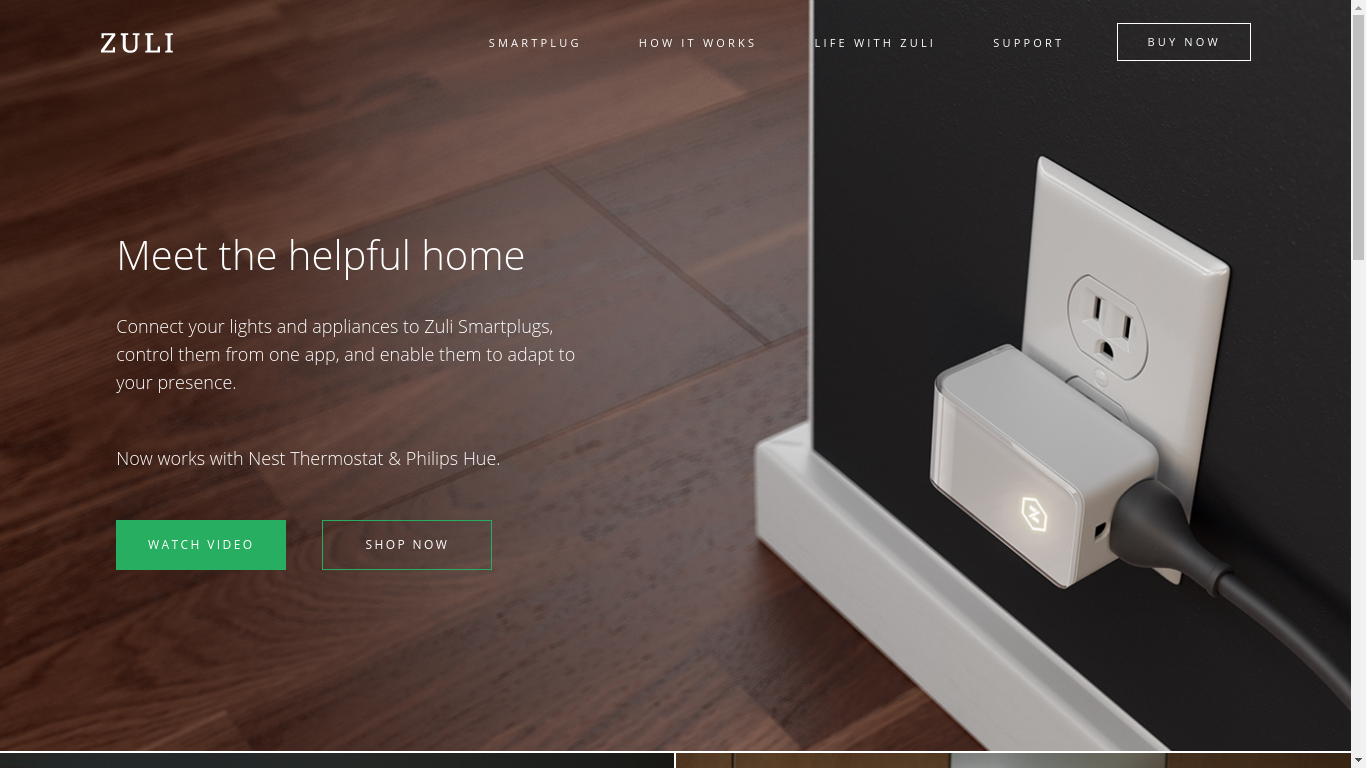 ZULI
SMARTPLUG
HOW IT WORKS
LIFE WITH ZULI
SUPPORT
BUY NOW
Meet the helpful home
Connect your lights and appliances to Zuli Smartplugs,
control them from one app, and enable them to adapt to
your presence.
Now works with Nest Thermostat & Philips Hue.
WATCH VIDEO
SHOP NOW